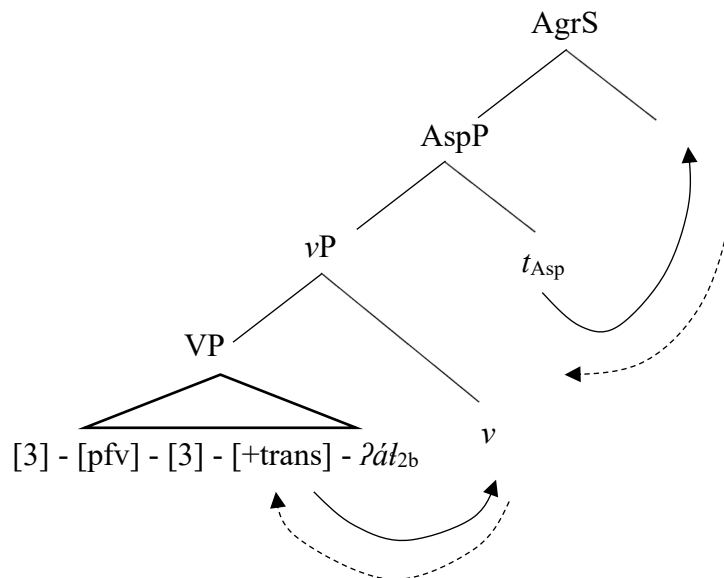 AgrS
AspP
vP
t_Asp
VP
[3] - [pfv] - [3] - [+trans] - ʔáɬ2b
v